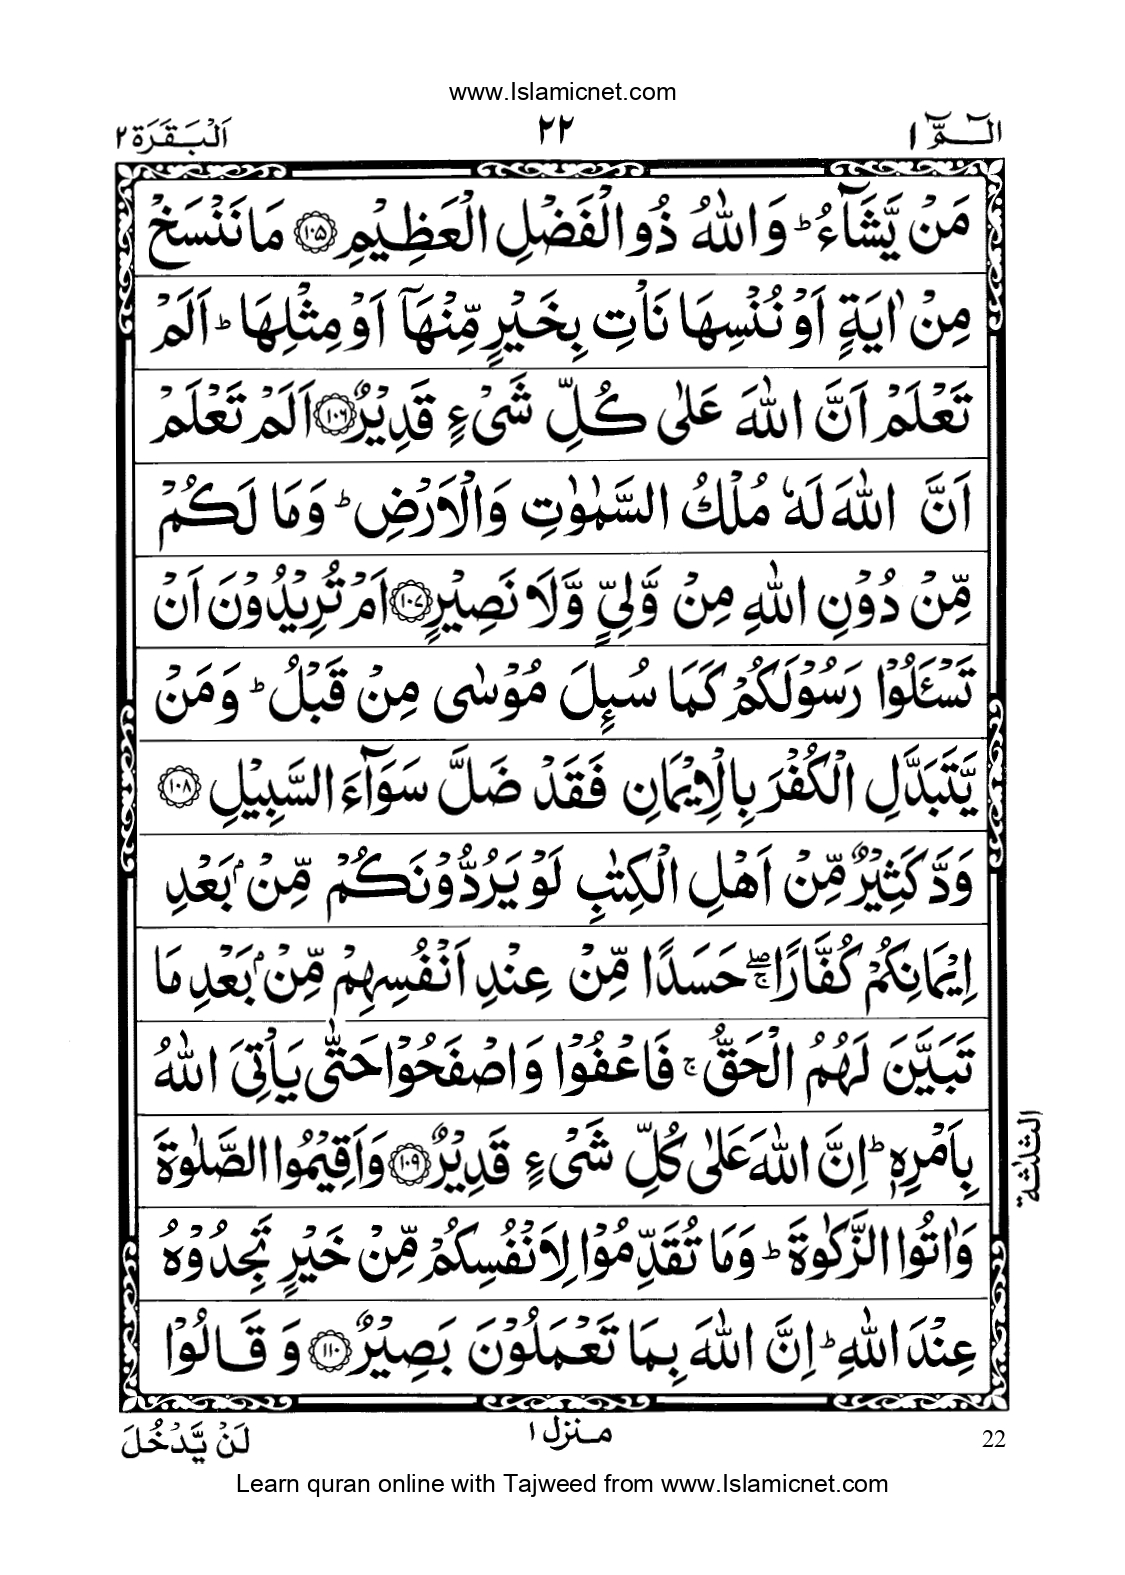 www.Islamicnet.com
الٓمّٓ ١ ٢٢ اَلْبَقَرَة ٢
مَنْ يَّشَآءُ ؕ وَاللّٰهُ ذُوالْفَضْلِ الْعَظِيْمِ ۝١٠٥ مَا نَنْسَخْ
مِنْ اٰيَةٍ اَوْ نُنْسِهَا نَاْتِ بِخَيْرٍ مِّنْهَآ اَوْ مِثْلِهَا ؕ اَلَمْ
تَعْلَمْ اَنَّ اللّٰهَ عَلٰى كُلِّ شَىْءٍ قَدِيْرٌ ۝١٠٦ اَلَمْ تَعْلَمْ
اَنَّ اللّٰهَ لَهٗ مُلْكُ السَّمٰوٰتِ وَالْاَرْضِ ؕ وَمَا لَكُمْ
مِّنْ دُوْنِ اللّٰهِ مِنْ وَّلِىٍّ وَّلَا نَصِيْرٍ ۝١٠٧ اَمْ تُرِيْدُوْنَ اَنْ
تَسْـَٔلُوْا رَسُوْلَكُمْ كَمَا سُىِٕلَ مُوْسٰى مِنْ قَبْلُ ؕ وَمَنْ
يَّتَبَدَّلِ الْكُفْرَ بِالْاِيْمَانِ فَقَدْ ضَلَّ سَوَآءَ السَّبِيْلِ ۝١٠٨
وَدَّ كَثِيْرٌ مِّنْ اَهْلِ الْكِتٰبِ لَوْ يَرُدُّوْنَكُمْ مِّنْۢ بَعْدِ
اِيْمَانِكُمْ كُفَّارًا ۖۚ حَسَدًا مِّنْ عِنْدِ اَنْفُسِهِمْ مِّنْۢ بَعْدِ مَا
تَبَيَّنَ لَهُمُ الْحَقُّ ۚ فَاعْفُوْا وَاصْفَحُوْا حَتّٰى يَاْتِىَ اللّٰهُ
بِاَمْرِهٖ ؕ اِنَّ اللّٰهَ عَلٰى كُلِّ شَىْءٍ قَدِيْرٌ ۝١٠٩ وَاَقِيْمُوا الصَّلٰوةَ
الثلٰثة
وَاٰتُوا الزَّكٰوةَ ؕ وَمَا تُقَدِّمُوْا لِاَنْفُسِكُمْ مِّنْ خَيْرٍ تَجِدُوْهُ
عِنْدَ اللّٰهِ ؕ اِنَّ اللّٰهَ بِمَا تَعْمَلُوْنَ بَصِيْرٌ ۝١١٠ وَ قَالُوْا
22 منزل ١ لَنْ يَّدْخُلَ
Learn quran online with Tajweed from www.Islamicnet.com